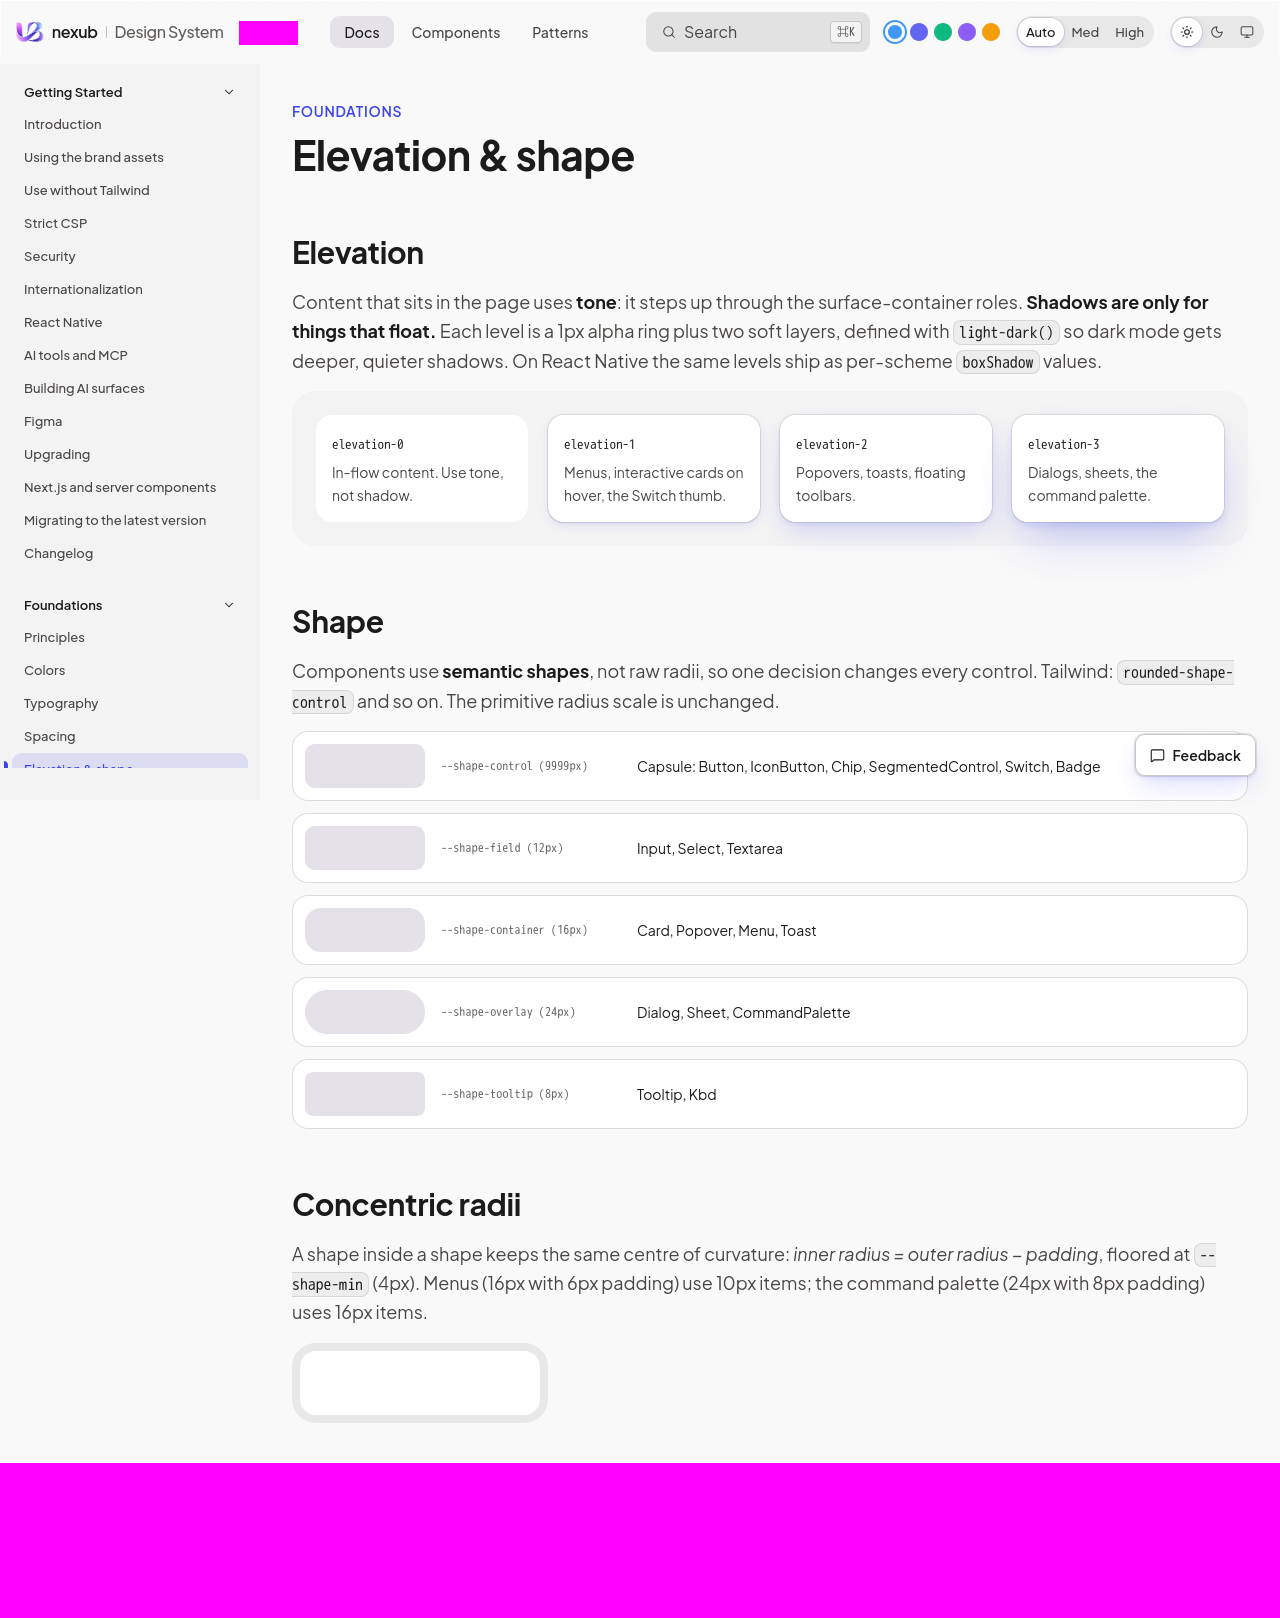 nexub | Design System
Docs
Components
Patterns
Search
⌘K
Auto
Med
High
Getting Started
Introduction
Using the brand assets
Use without Tailwind
Strict CSP
Security
Internationalization
React Native
AI tools and MCP
Building AI surfaces
Figma
Upgrading
Next.js and server components
Migrating to the latest version
Changelog
Foundations
Principles
Colors
Typography
Spacing
Elevation & shape
FOUNDATIONS
Elevation & shape
Elevation
Content that sits in the page uses tone: it steps up through the surface-container roles. Shadows are only for
things that float. Each level is a 1px alpha ring plus two soft layers, defined with light-dark() so dark mode gets
deeper, quieter shadows. On React Native the same levels ship as per-scheme boxShadow values.
elevation-0
In-flow content. Use tone,
not shadow.
elevation-1
Menus, interactive cards on
hover, the Switch thumb.
elevation-2
Popovers, toasts, floating
toolbars.
elevation-3
Dialogs, sheets, the
command palette.
Shape
Components use semantic shapes, not raw radii, so one decision changes every control. Tailwind: rounded-shape-
control and so on. The primitive radius scale is unchanged.
--shape-control (9999px)
Capsule: Button, IconButton, Chip, SegmentedControl, Switch, Badge
Feedback
--shape-field (12px)
Input, Select, Textarea
--shape-container (16px)
Card, Popover, Menu, Toast
--shape-overlay (24px)
Dialog, Sheet, CommandPalette
--shape-tooltip (8px)
Tooltip, Kbd
Concentric radii
A shape inside a shape keeps the same centre of curvature: inner radius = outer radius − padding, floored at --
shape-min (4px). Menus (16px with 6px padding) use 10px items; the command palette (24px with 8px padding)
uses 16px items.